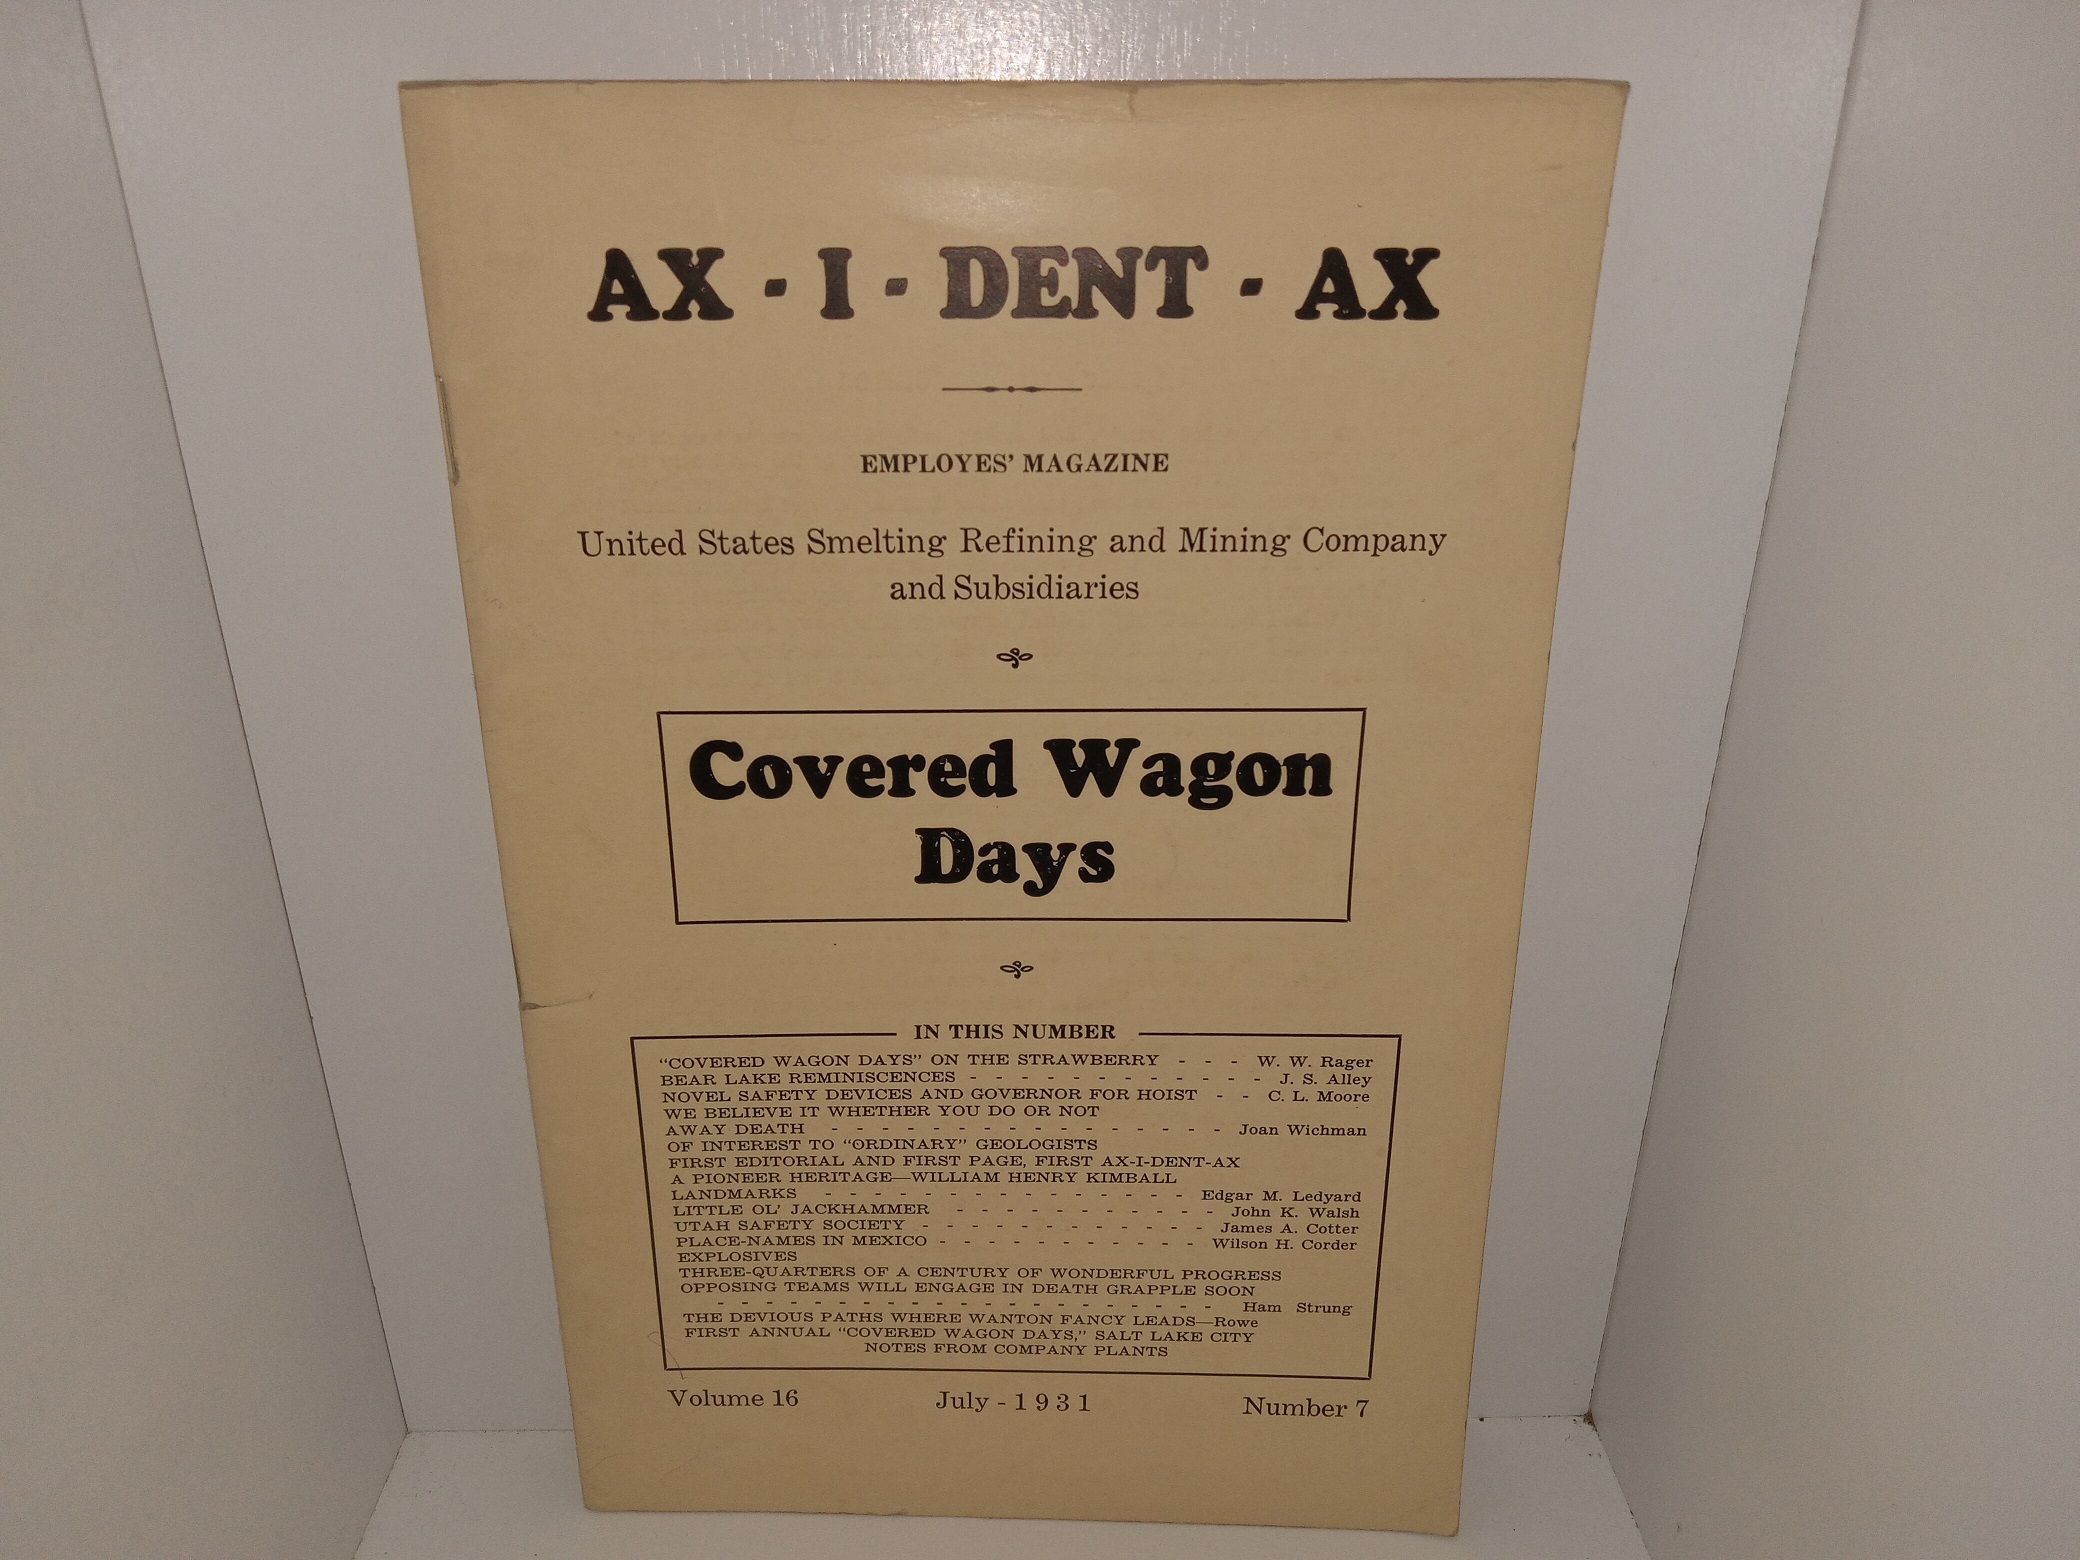 AX - I - DENT - AX
EMPLOYES' MAGAZINE
United States Smelting Refining and Mining Company
and Subsidiaries
Covered Wagon
Days
IN THIS NUMBER
"COVERED WAGON DAYS" ON THE STRAWBERRY - - - W. W. Rager
BEAR LAKE REMINISCENCES - - - - - - - - - - - - J. S. Alley
NOVEL SAFETY DEVICES AND GOVERNOR FOR HOIST - - C. L. Moore
WE BELIEVE IT WHETHER YOU DO OR NOT
AWAY DEATH - - - - - - - - - - - - - - - - Joan Wichman
OF INTEREST TO "ORDINARY" GEOLOGISTS
FIRST EDITORIAL AND FIRST PAGE, FIRST AX-I-DENT-AX
A PIONEER HERITAGE—WILLIAM HENRY KIMBALL
LANDMARKS - - - - - - - - - - - - - - - Edgar M. Ledyard
LITTLE OL' JACKHAMMER - - - - - - - - - - - John K. Walsh
UTAH SAFETY SOCIETY - - - - - - - - - - - - James A. Cotter
PLACE-NAMES IN MEXICO - - - - - - - - - - - Wilson H. Corder
EXPLOSIVES
THREE-QUARTERS OF A CENTURY OF WONDERFUL PROGRESS
OPPOSING TEAMS WILL ENGAGE IN DEATH GRAPPLE SOON
- - - - - - - - - - - - - - - - - - - - - Ham Strung
THE DEVIOUS PATHS WHERE WANTON FANCY LEADS—Rowe
FIRST ANNUAL "COVERED WAGON DAYS," SALT LAKE CITY
NOTES FROM COMPANY PLANTS
Volume 16 July - 1931 Number 7